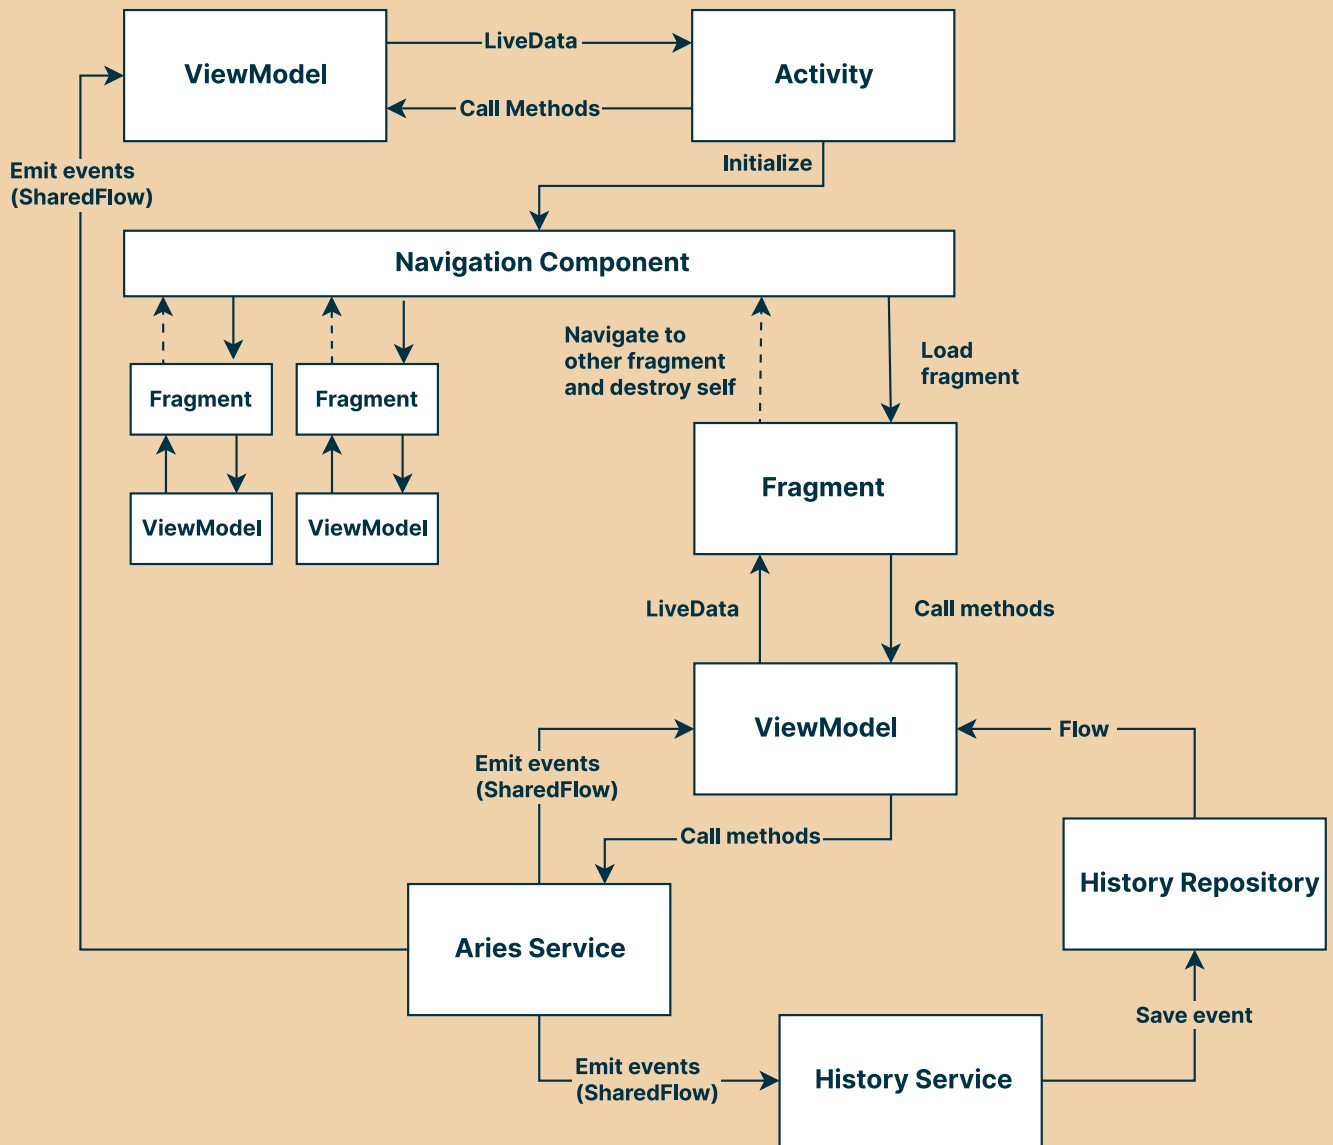 ViewModel
LiveData
Activity
Call Methods
Emit events
(SharedFlow)
Initialize
Navigation Component
Navigate to
other fragment
and destroy self
Load
fragment
Fragment
Fragment
Fragment
ViewModel
ViewModel
LiveData
Call methods
ViewModel
Flow
Emit events
(SharedFlow)
Call methods
History Repository
Aries Service
Save event
Emit events
(SharedFlow)
History Service